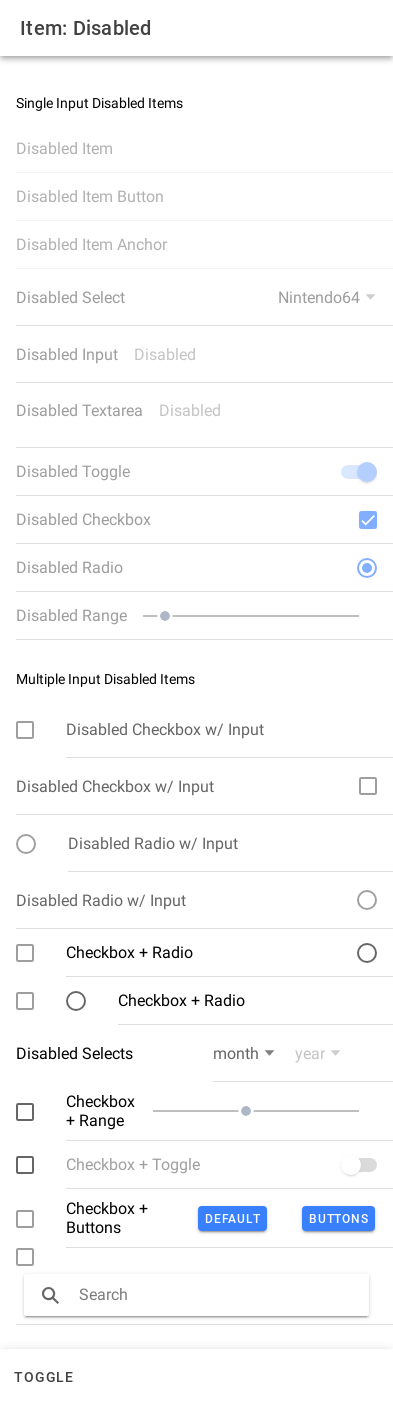 Item: Disabled
Single Input Disabled Items
Disabled Item
Disabled Item Button
Disabled Item Anchor
Disabled Select Nintendo64
Disabled Input Disabled
Disabled Textarea Disabled
Disabled Toggle
Disabled Checkbox
Disabled Radio
Disabled Range
Multiple Input Disabled Items
Disabled Checkbox w/ Input
Disabled Checkbox w/ Input
Disabled Radio w/ Input
Disabled Radio w/ Input
Checkbox + Radio
Checkbox + Radio
Disabled Selects month year
Checkbox
+ Range
Checkbox + Toggle
Checkbox +
Buttons
DEFAULT BUTTONS
Search
TOGGLE